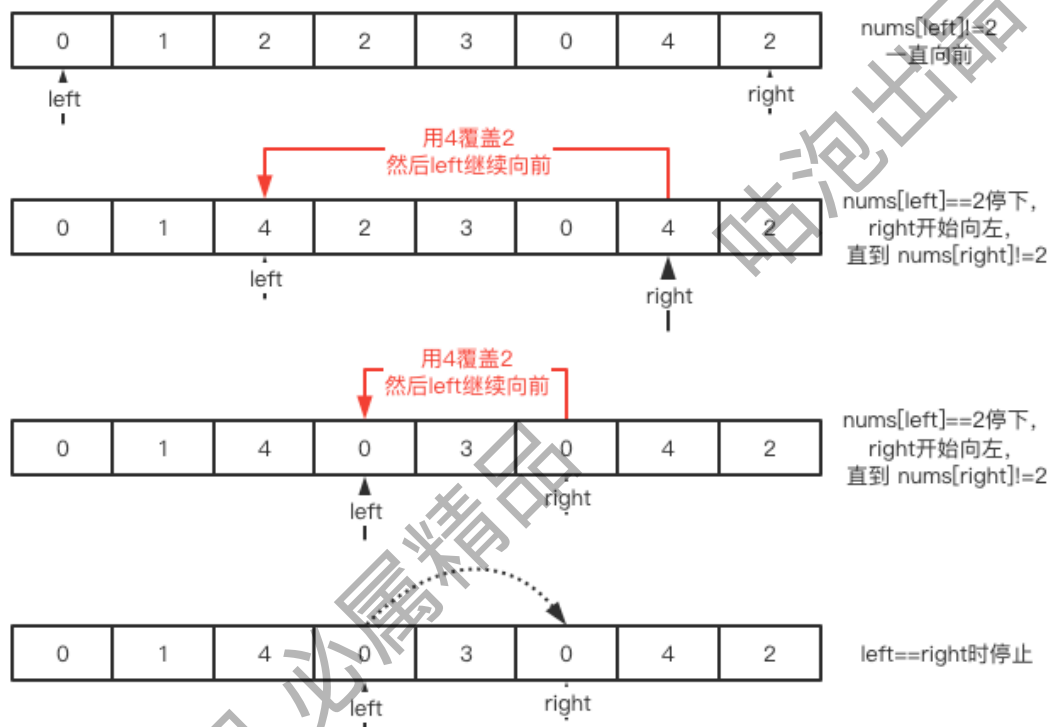 0 1 2 2 3 0 4 2
nums[left]!=2
一直向前
left
right
用4覆盖2
然后left继续向前
0 1 4 2 3 0 4 2
nums[left]==2停下,
right开始向左,
直到 nums[right]!=2
left
right
用4覆盖2
然后left继续向前
0 1 4 0 3 0 4 2
nums[left]==2停下,
right开始向左,
直到 nums[right]!=2
left
right
0 1 4 0 3 0 4 2
left==right时停止
left
right
咕泡出品
必属精品